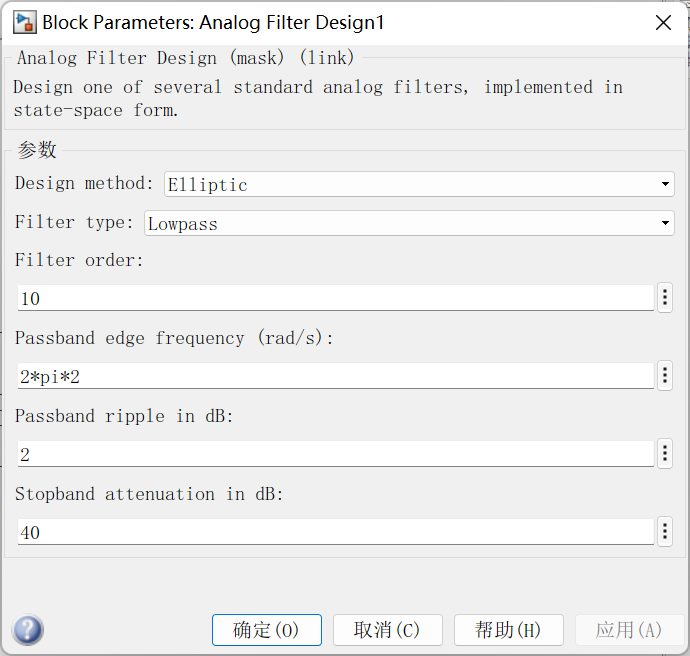 Block Parameters: Analog Filter Design1
Analog Filter Design (mask) (link)
Design one of several standard analog filters, implemented in
state-space form.
参数
Design method: Elliptic
Filter type: Lowpass
Filter order:
10
Passband edge frequency (rad/s):
2*pi*2
Passband ripple in dB:
2
Stopband attenuation in dB:
40
确定(O) 取消(C) 帮助(H) 应用(A)